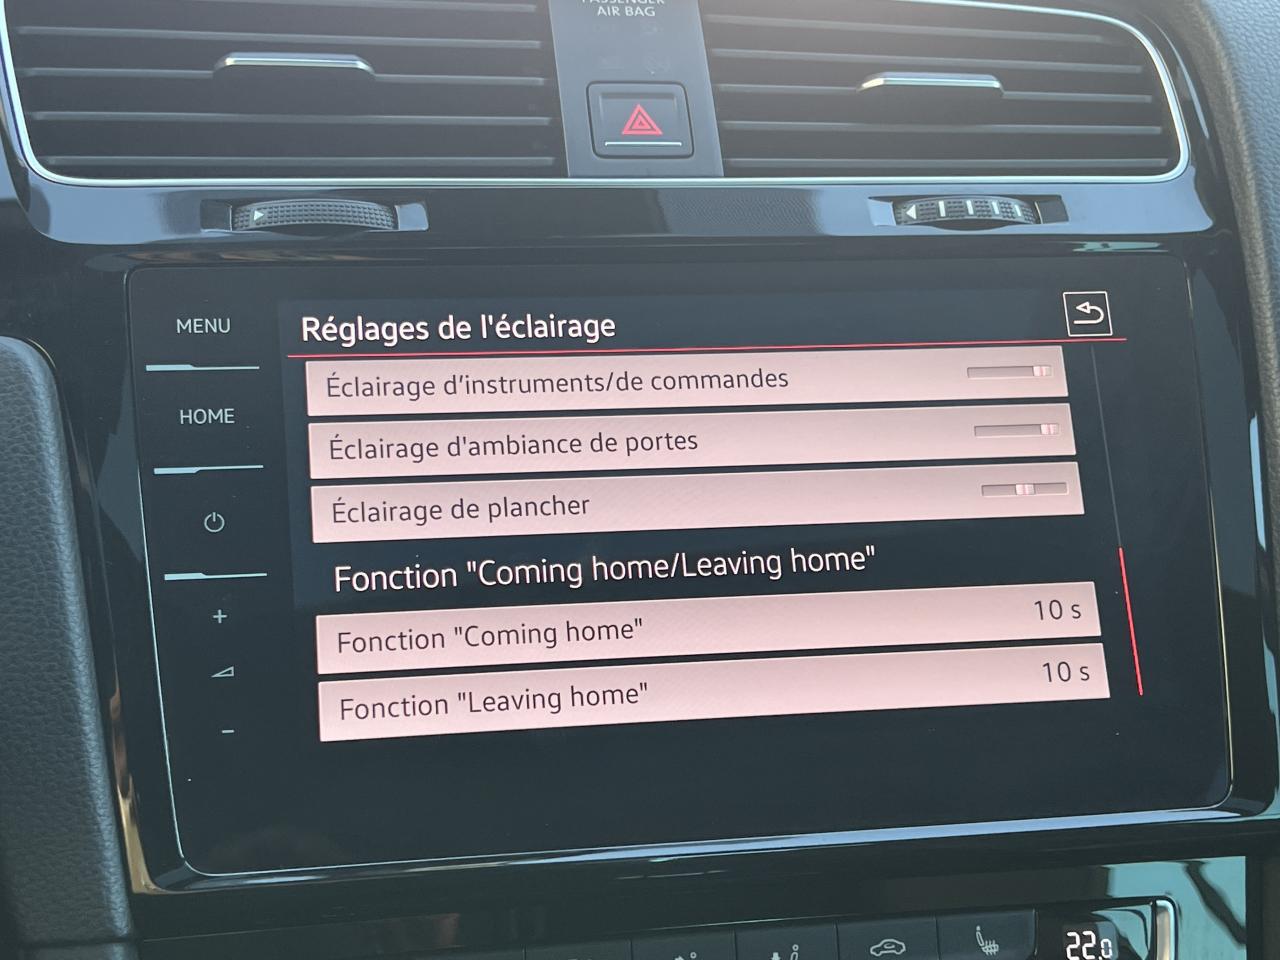 PASSENGER
AIR BAG
MENU
HOME
+
-
Réglages de l'éclairage
Éclairage d'instruments/de commandes
Éclairage d'ambiance de portes
Éclairage de plancher
Fonction "Coming home/Leaving home"
Fonction "Coming home" 10 s
Fonction "Leaving home" 10 s
22.0